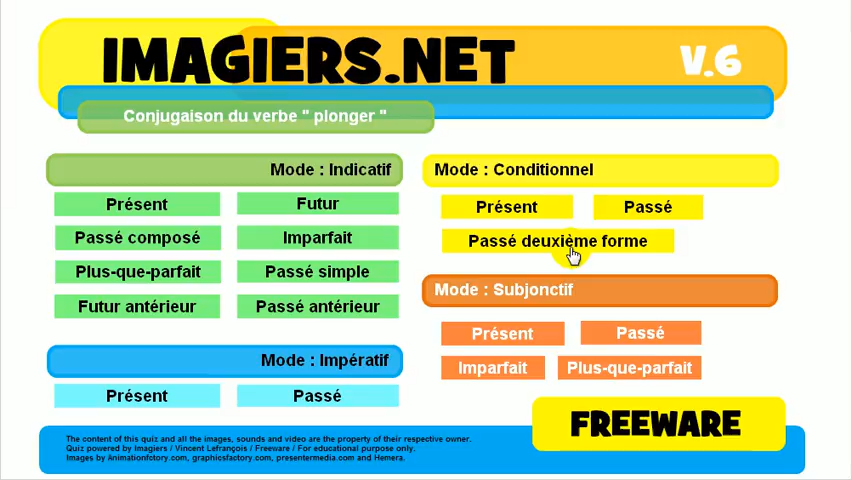 IMAGIERS.NET
V.6
Conjugaison du verbe " plonger "
Mode : Indicatif
Présent
Futur
Passé composé
Imparfait
Plus-que-parfait
Passé simple
Futur antérieur
Passé antérieur
Mode : Impératif
Présent
Passé
Mode : Conditionnel
Présent
Passé
Passé deuxième forme
Mode : Subjonctif
Présent
Passé
Imparfait
Plus-que-parfait
FREEWARE
The content of this quiz and all the images, sounds and video are the property of their respective owner.
Quiz powered by Imagiers / Vincent Lefrançois / Freeware / For educational purpose only.
Images by Animationfctory.com, graphicsfactory.com, presentermedia.com and Hemera.